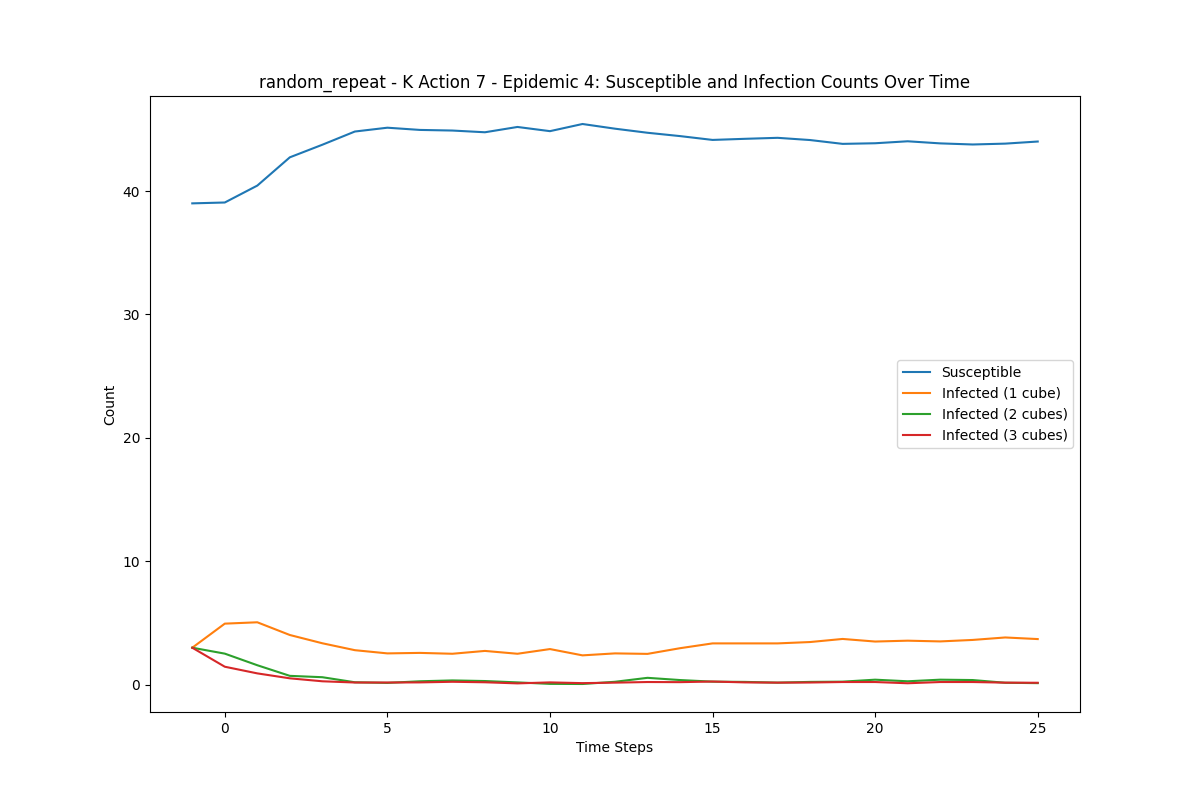 random_repeat - K Action 7 - Epidemic 4: Susceptible and Infection Counts Over Time
Count
40
30
20
10
0
Susceptible
Infected (1 cube)
Infected (2 cubes)
Infected (3 cubes)
0 5 10 15 20 25
Time Steps